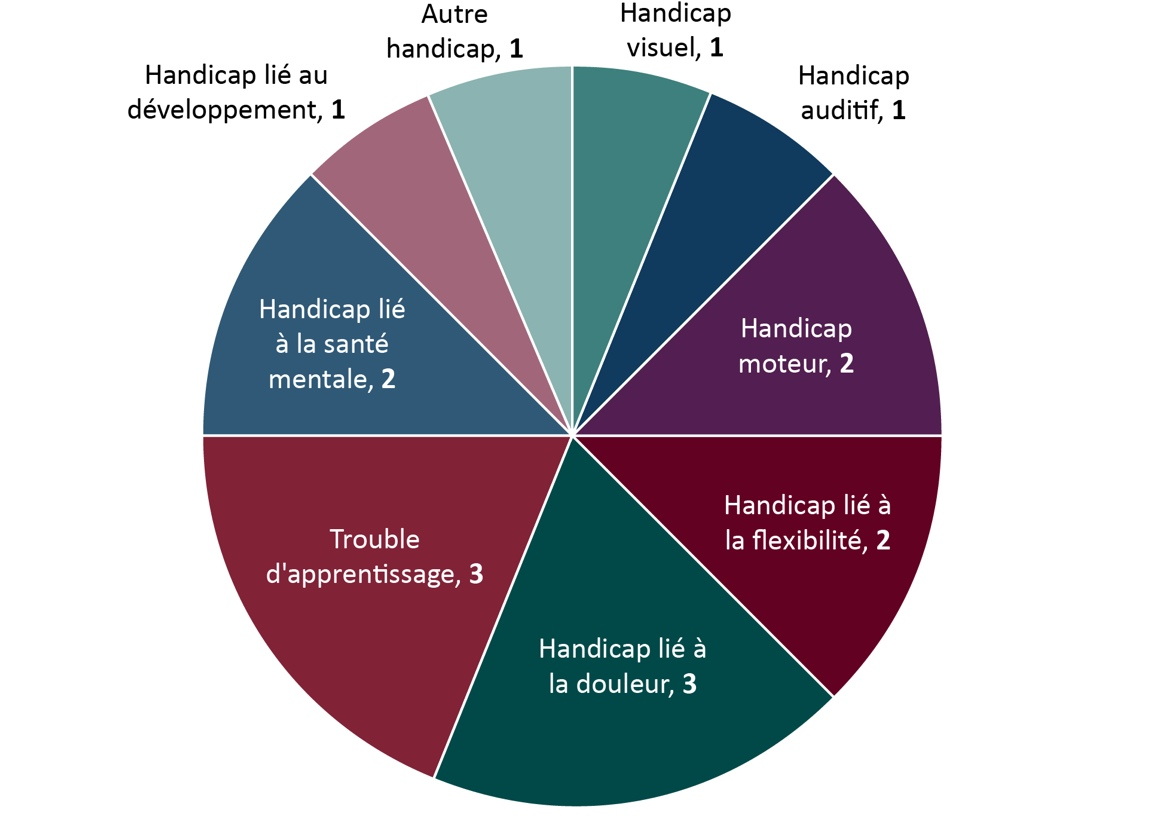 Autre
handicap, 1
Handicap
visuel, 1
Handicap lié au
développement, 1
Handicap
auditif, 1
Handicap lié
à la santé
mentale, 2
Handicap
moteur, 2
Handicap lié à
la flexibilité, 2
Trouble
d'apprentissage, 3
Handicap lié à
la douleur, 3